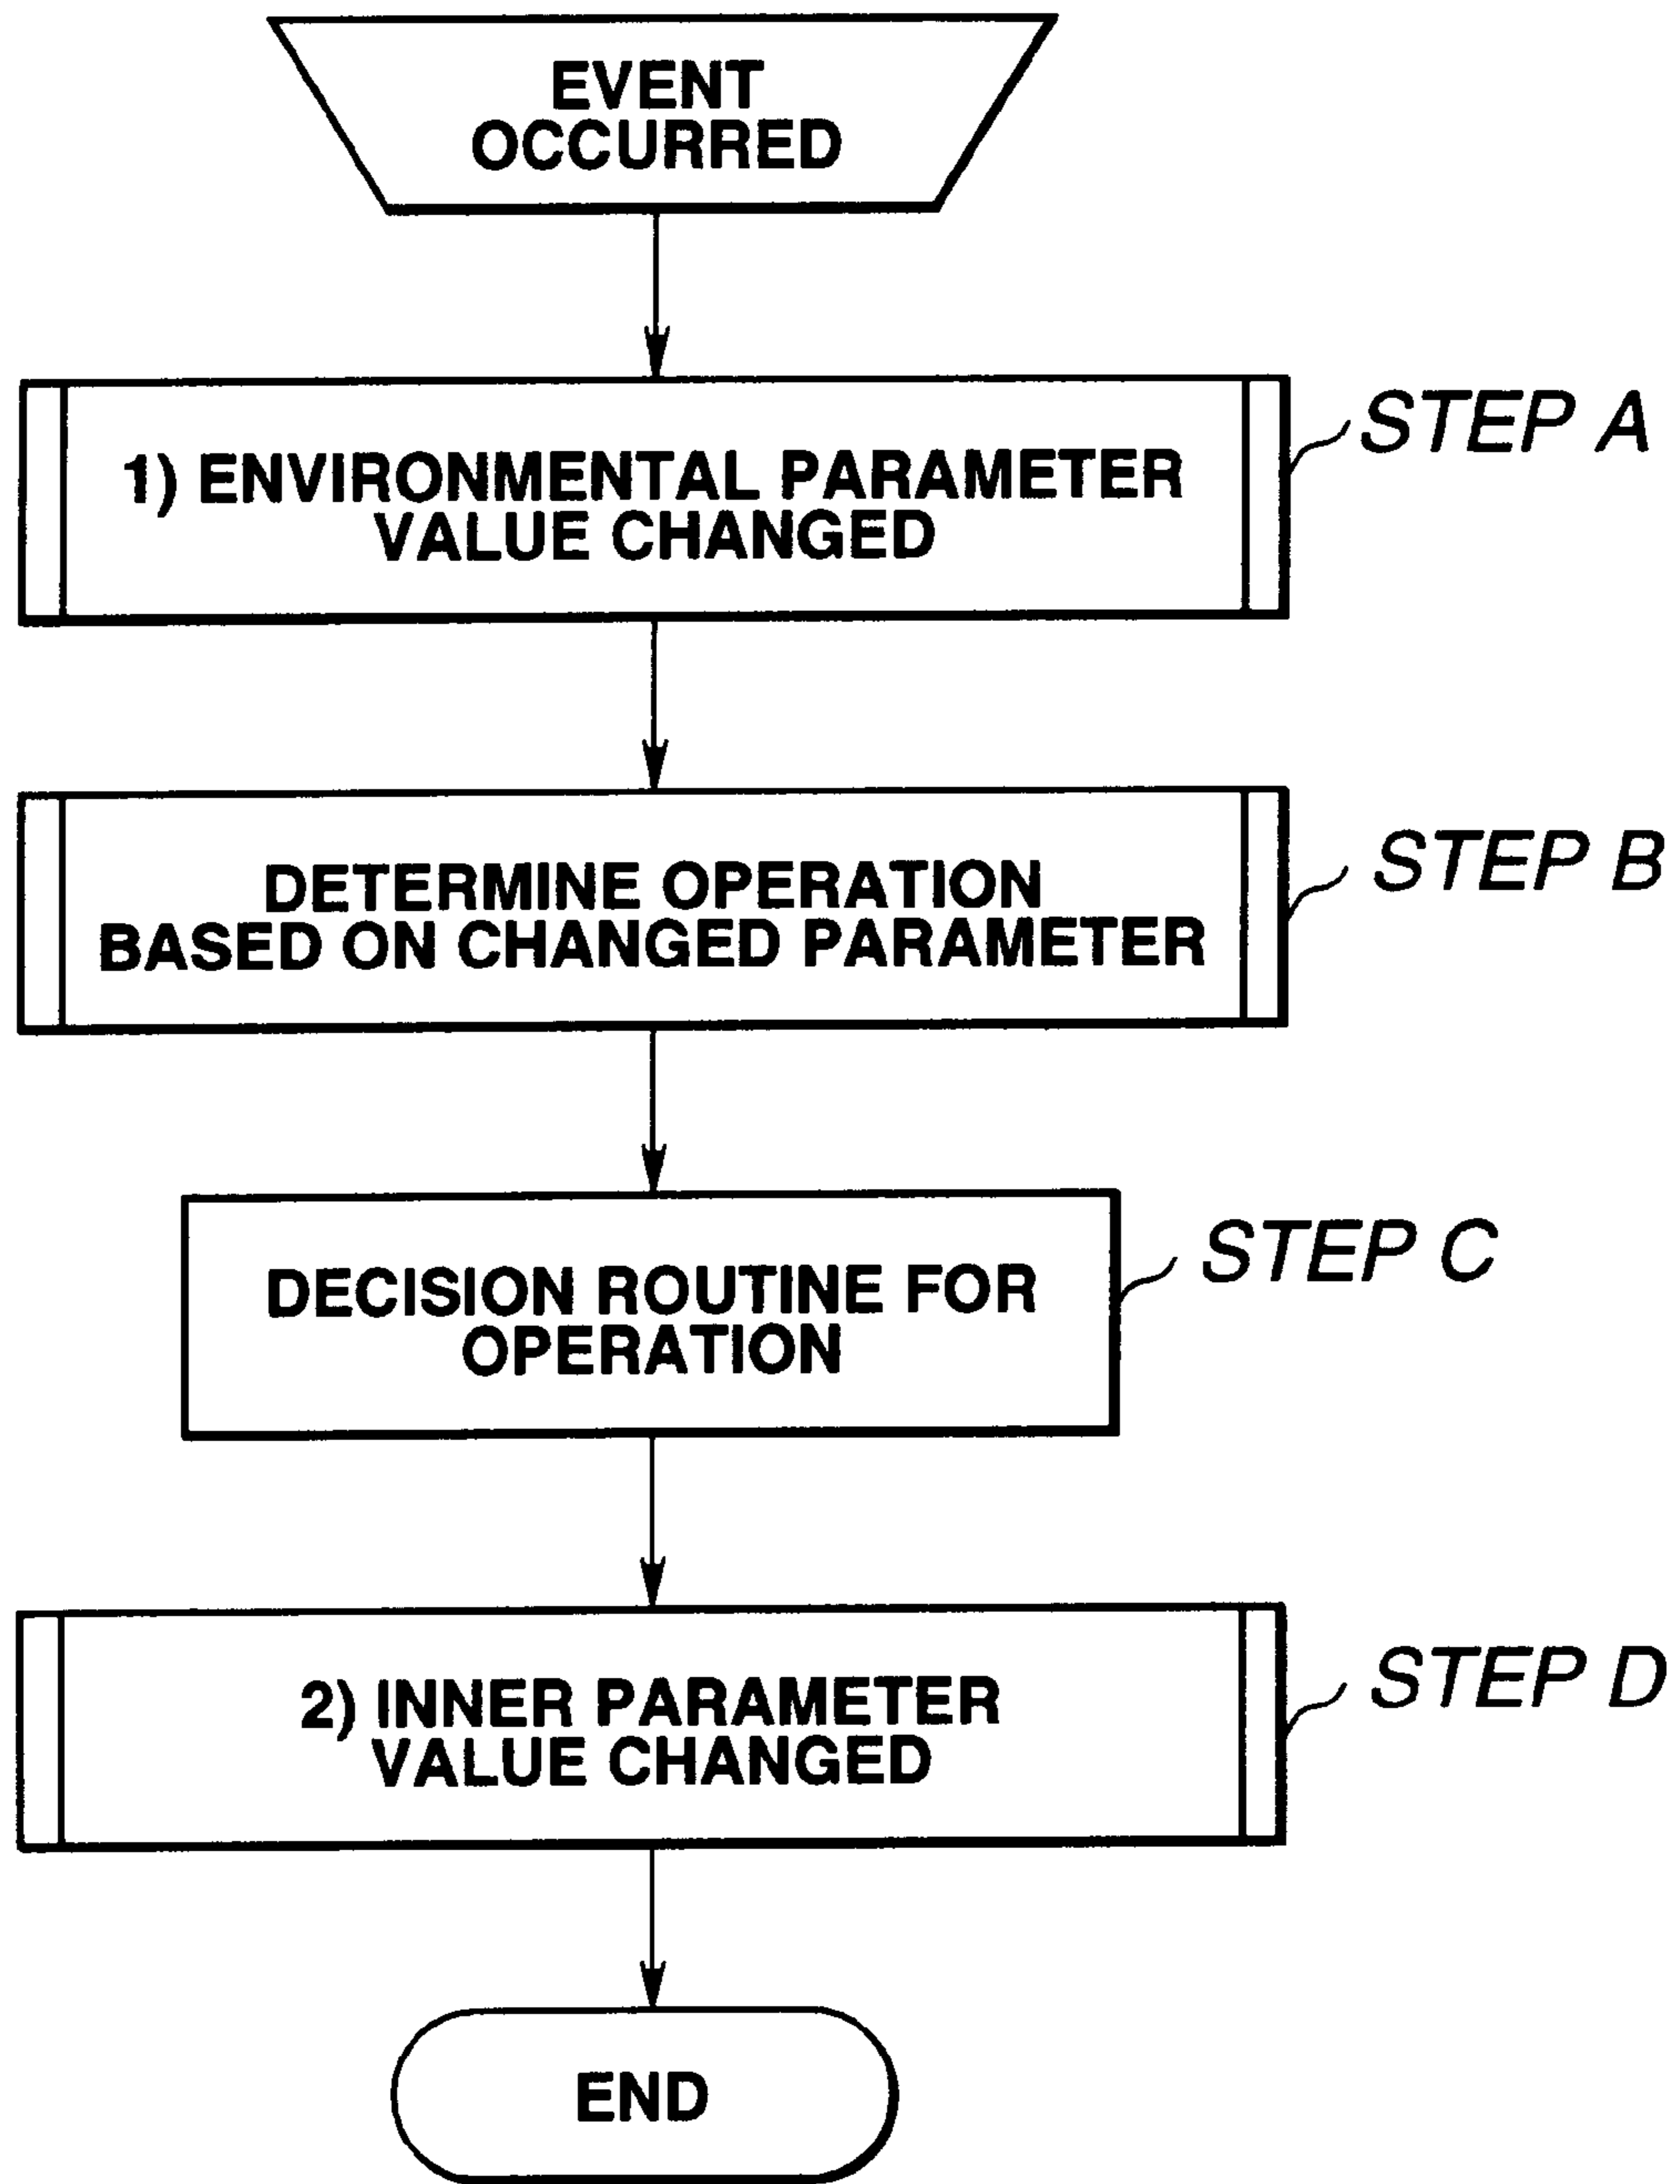 EVENT
OCCURRED
STEP A
1) ENVIRONMENTAL PARAMETER
VALUE CHANGED
STEP B
DETERMINE OPERATION
BASED ON CHANGED PARAMETER
STEP C
DECISION ROUTINE FOR
OPERATION
STEP D
2) INNER PARAMETER
VALUE CHANGED
END